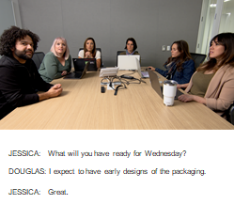 JESSICA: What will you have ready for Wednesday?
DOUGLAS: I expect to have early designs of the packaging.
JESSICA: Great.